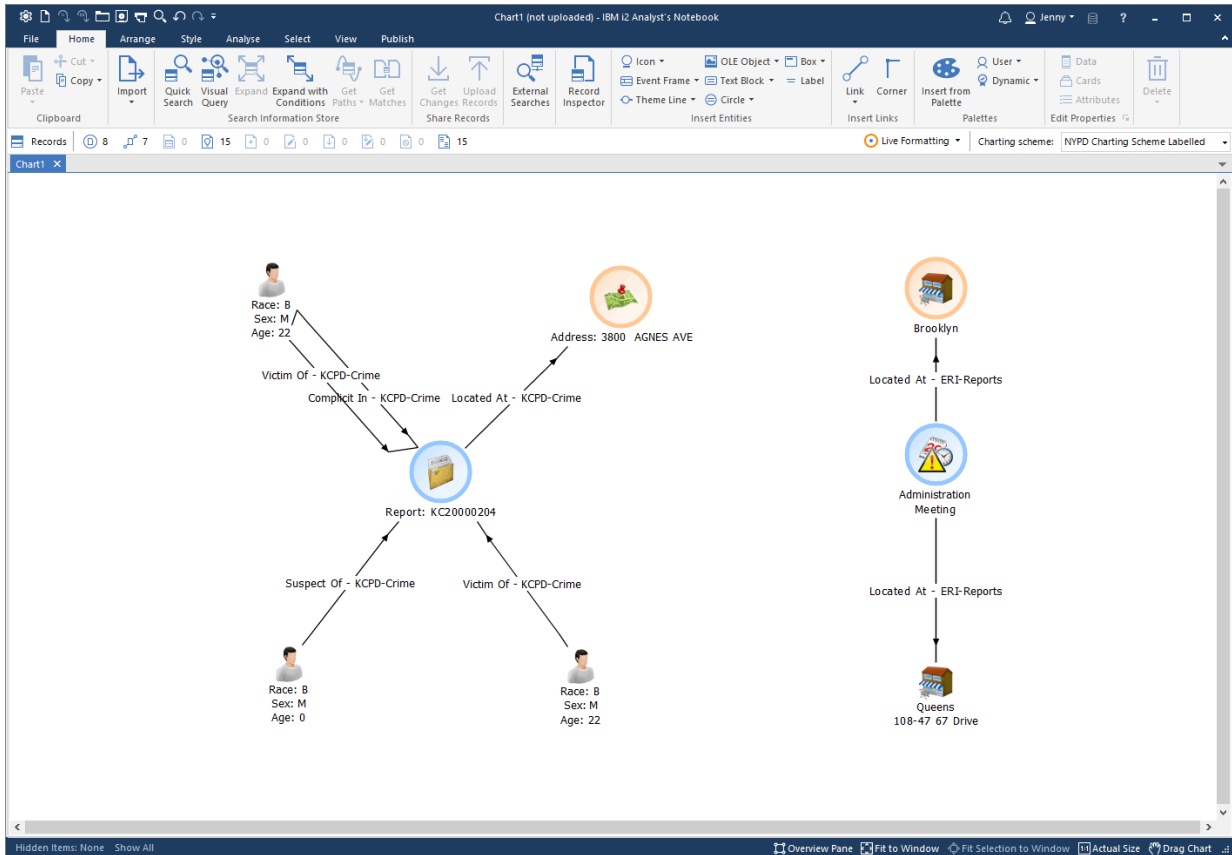 Chart1 (not uploaded) - IBM i2 Analyst's Notebook
Jenny
?
File Home Arrange Style Analyse Select View Publish
Paste
Cut
Copy
Clipboard
Import
Quick Search
Visual Query
Expand
Expand with Conditions
Get Paths
Get Matches
Search Information Store
Get Changes
Upload Records
Share Records
External Searches
Record Inspector
Icon
Event Frame
Theme Line
OLE Object
Text Block
Circle
Box
Label
Insert Entities
Link
Corner
Insert Links
Insert from Palette
User
Dynamic
Palettes
Data
Cards
Attributes
Edit Properties
Delete
Records 8 7 0 15 0 0 0 0 0 15
Live Formatting
Charting scheme: NYPD Charting Scheme Labelled
Chart1
Race: B
Sex: M
Age: 22
Victim Of - KCPD-Crime
Complicit In - KCPD-Crime
Located At - KCPD-Crime
Address: 3800 AGNES AVE
Report: KC20000204
Suspect Of - KCPD-Crime
Victim Of - KCPD-Crime
Race: B
Sex: M
Age: 0
Race: B
Sex: M
Age: 22
Brooklyn
Located At - ERI-Reports
Administration
Meeting
Located At - ERI-Reports
Queens
108-47 67 Drive
Hidden Items: None Show All
Overview Pane Fit to Window Fit Selection to Window 1:1 Actual Size Drag Chart